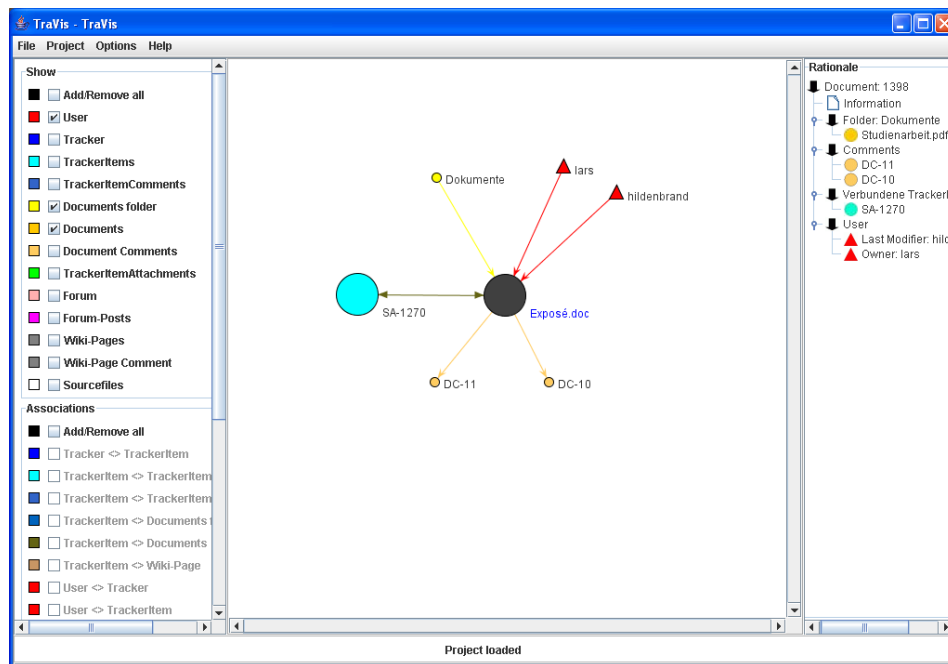 TraVis - TraVis
File Project Options Help
Show
Add/Remove all
User
Tracker
TrackerItems
TrackerItemComments
Documents folder
Documents
Document Comments
TrackerItemAttachments
Forum
Forum-Posts
Wiki-Pages
Wiki-Page Comment
Sourcefiles
Associations
Add/Remove all
Tracker <> TrackerItem
TrackerItem <> TrackerItem
TrackerItem <> TrackerItem
TrackerItem <> Documents
TrackerItem <> Documents
TrackerItem <> Wiki-Page
User <> Tracker
User <> TrackerItem
Dokumente
lars
hildenbrand
SA-1270
Exposé.doc
DC-11
DC-10
Rationale
Document: 1398
Information
Folder: Dokumente
Studienarbeit.pdf
Comments
DC-11
DC-10
Verbundene TrackerI
SA-1270
User
Last Modifier: hild
Owner: lars
Project loaded